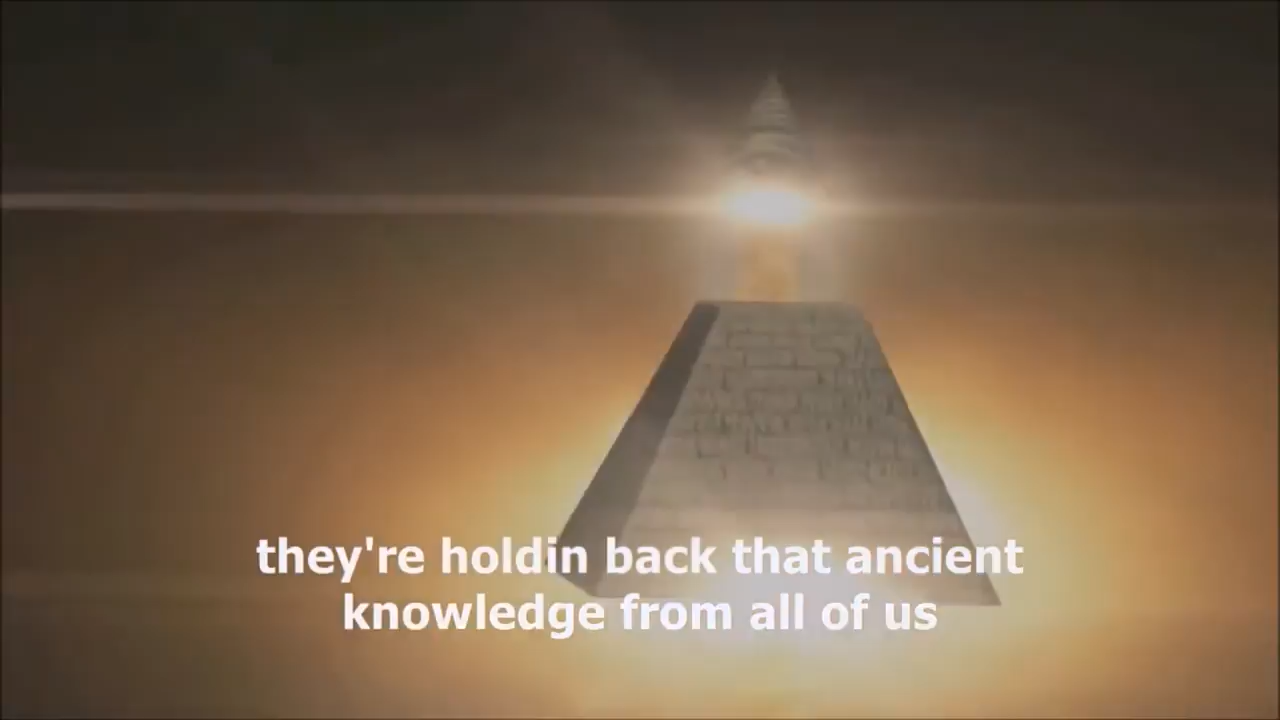 they're holdin back that ancient
knowledge from all of us